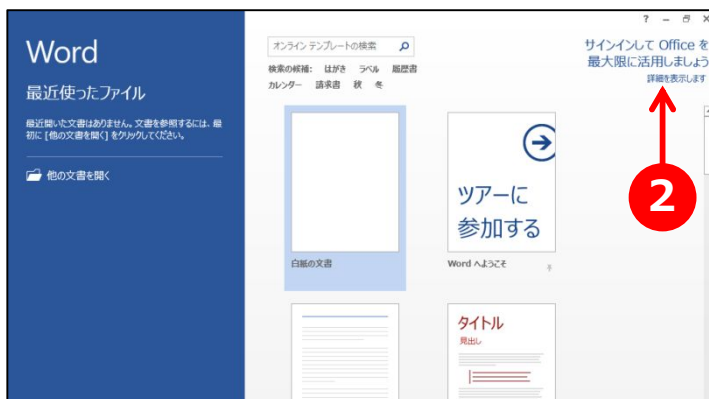 Word
最近使ったファイル
最近開いた文書はありません。文書を参照するには、最
初に [他の文書を開く] をクリックしてください。
他の文書を開く
オンライン テンプレートの検索
検索の候補: はがき ラベル 履歴書
カレンダー 請求書 秋 冬
? – X
サインインして Office を
最大限に活用しましょう
詳細を表示します
2
ツアーに
参加する
白紙の文書
Word へようこそ
タイトル
見出し